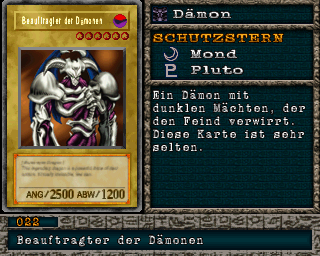 Beauftragter der Dämonen
ANG/2500 ABW/1200
Dämon
SCHUTZSTERN
Mond
Pluto
Ein Dämon mit
dunklen Mächten, der
den Feind verwirrt.
Diese Karte ist sehr
selten.
022
Beauftragter der Dämonen